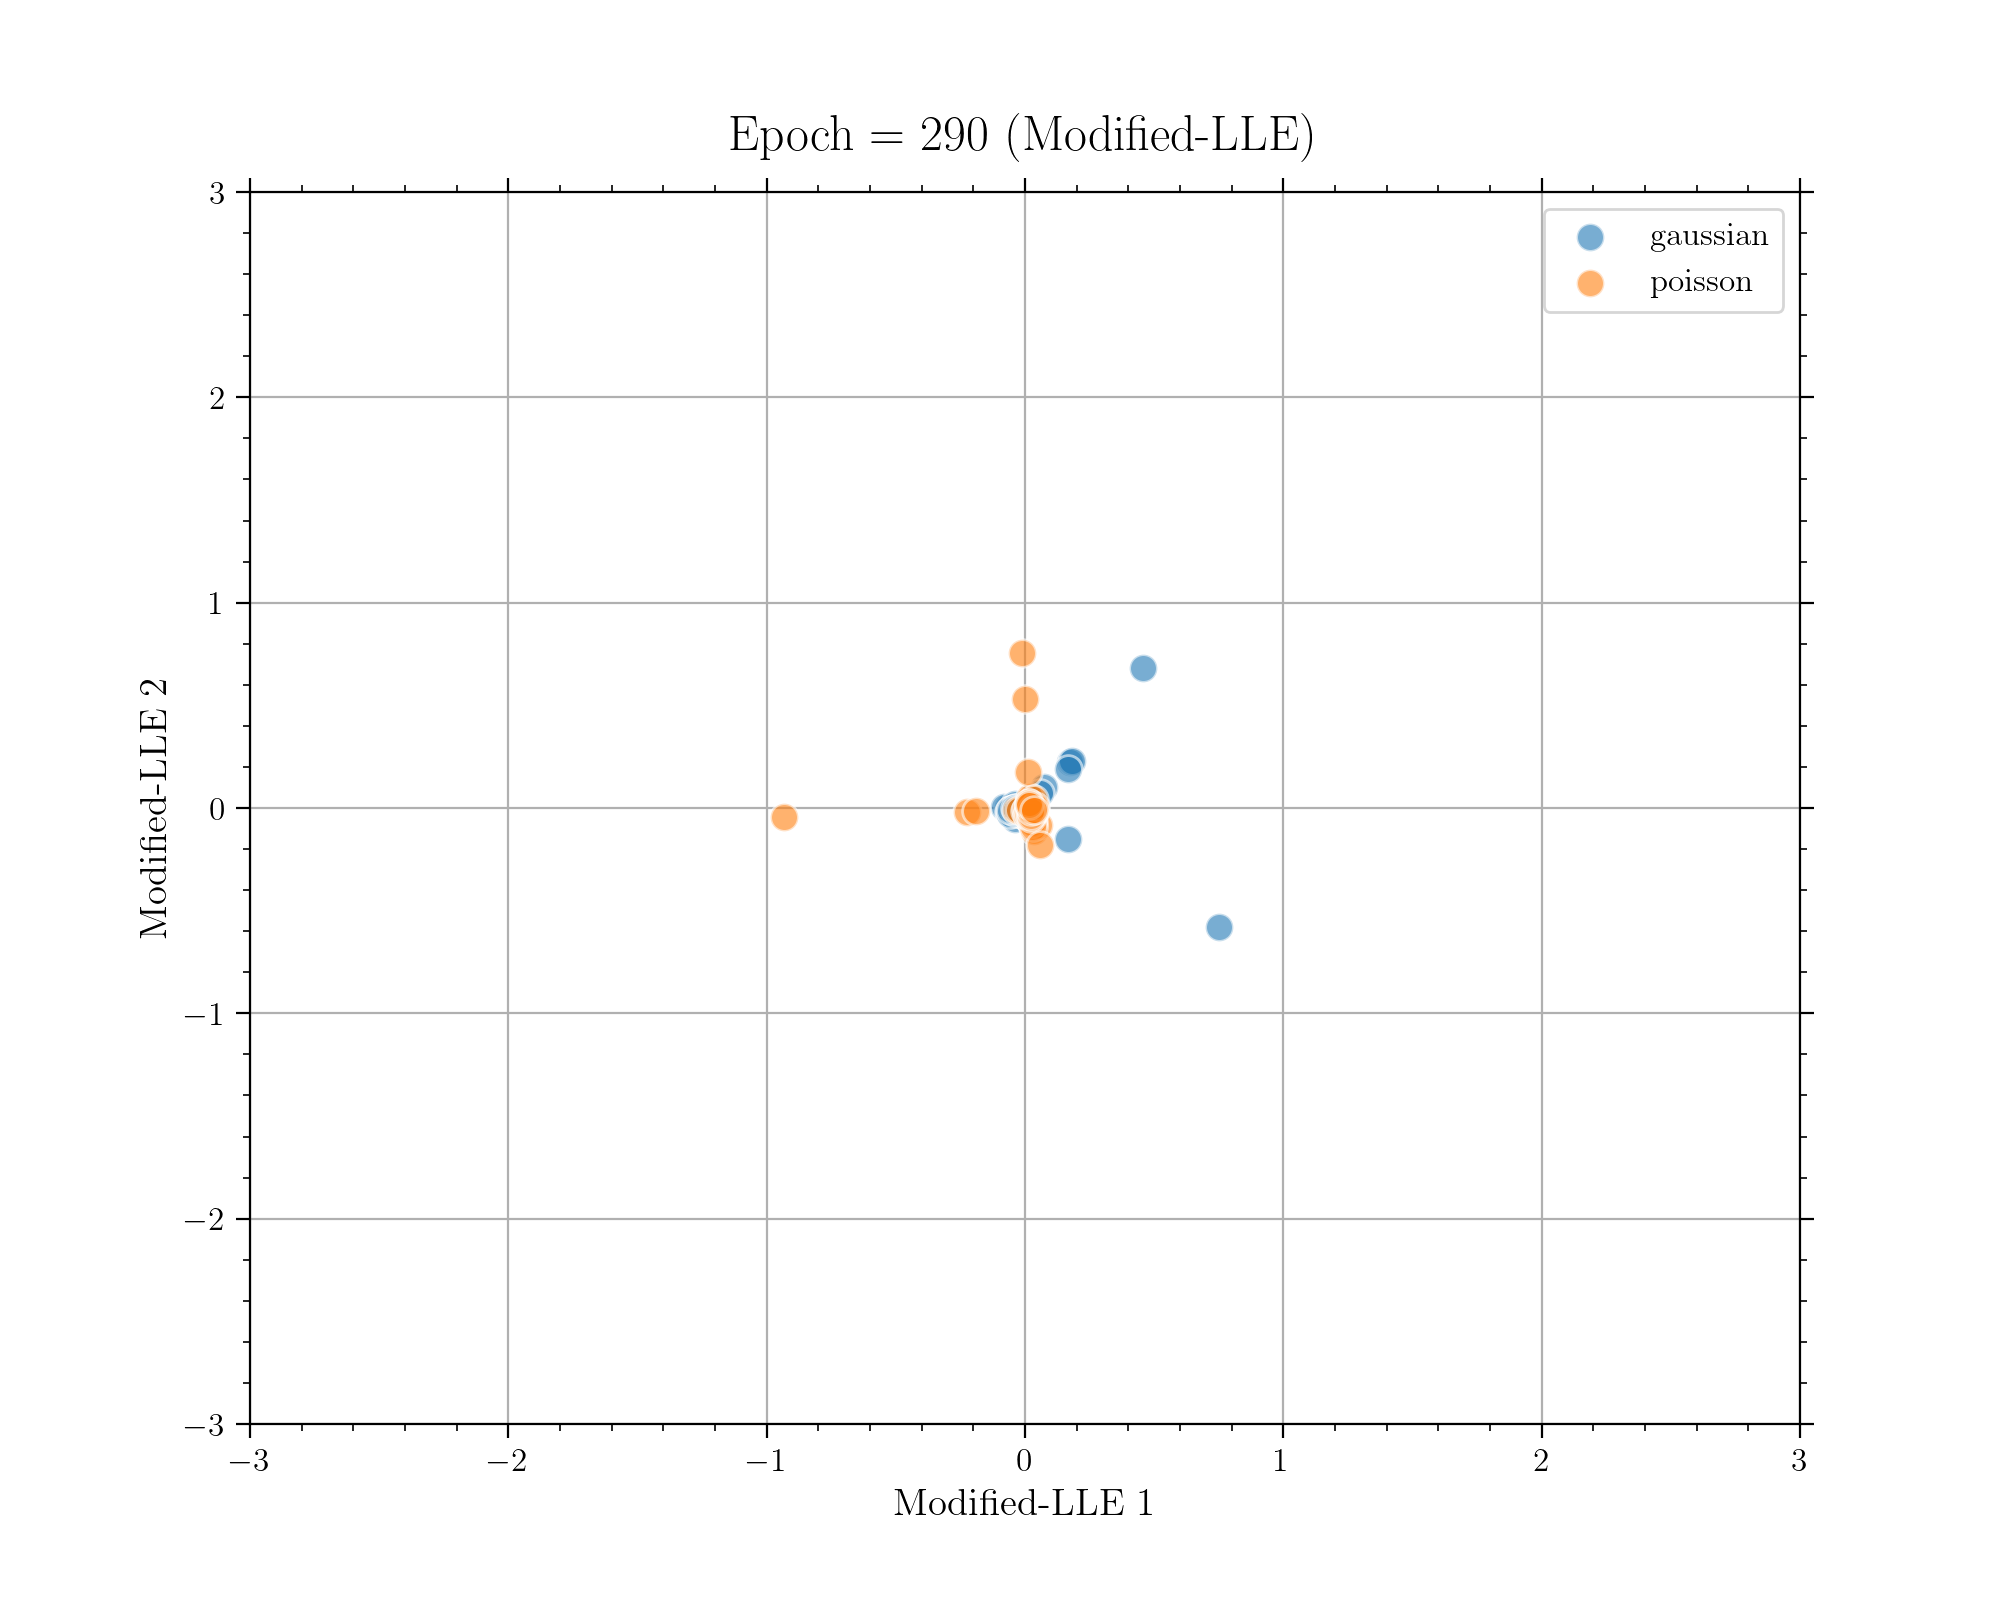 Epoch = 290 (Modified-LLE)
gaussian
poisson
3
2
1
0
−1
−2
−3
Modified-LLE 2
−3 −2 −1 0 1 2 3
Modified-LLE 1